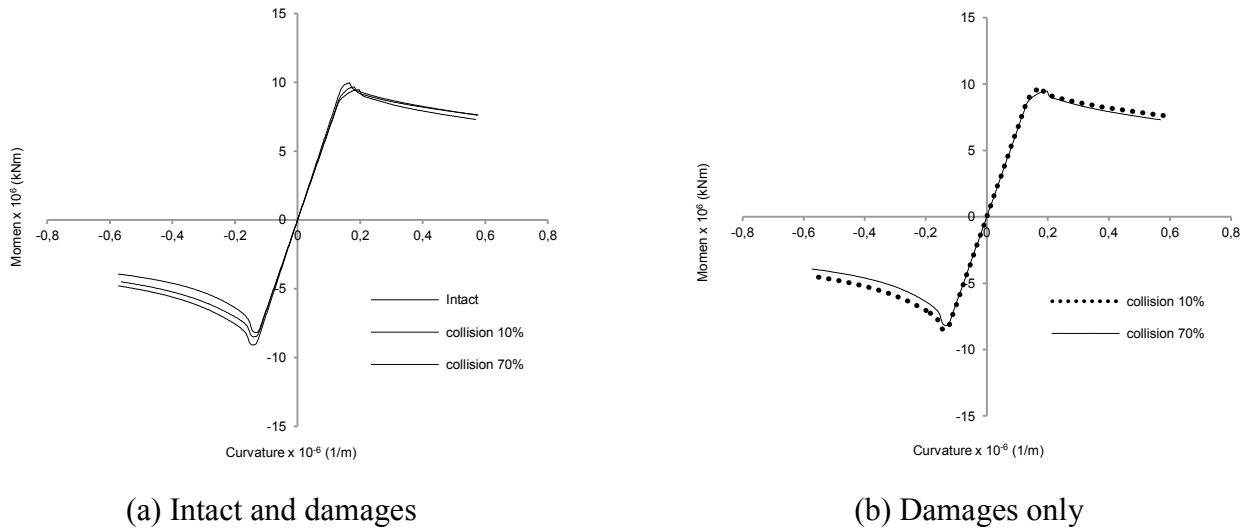 15
10
5
0
-5
-10
-15
-0,8
-0,6
-0,4
-0,2
0
0,2
0,4
0,6
0,8
Momen x 10⁶ (kNm)
Curvature x 10⁻⁶ (1/m)
Intact
collision 10%
collision 70%
(a) Intact and damages
15
10
5
0
-5
-10
-15
-0,8
-0,6
-0,4
-0,2
0
0,2
0,4
0,6
0,8
Momen x 10⁶ (kNm)
Curvature x 10⁻⁶ (1/m)
collision 10%
collision 70%
(b) Damages only